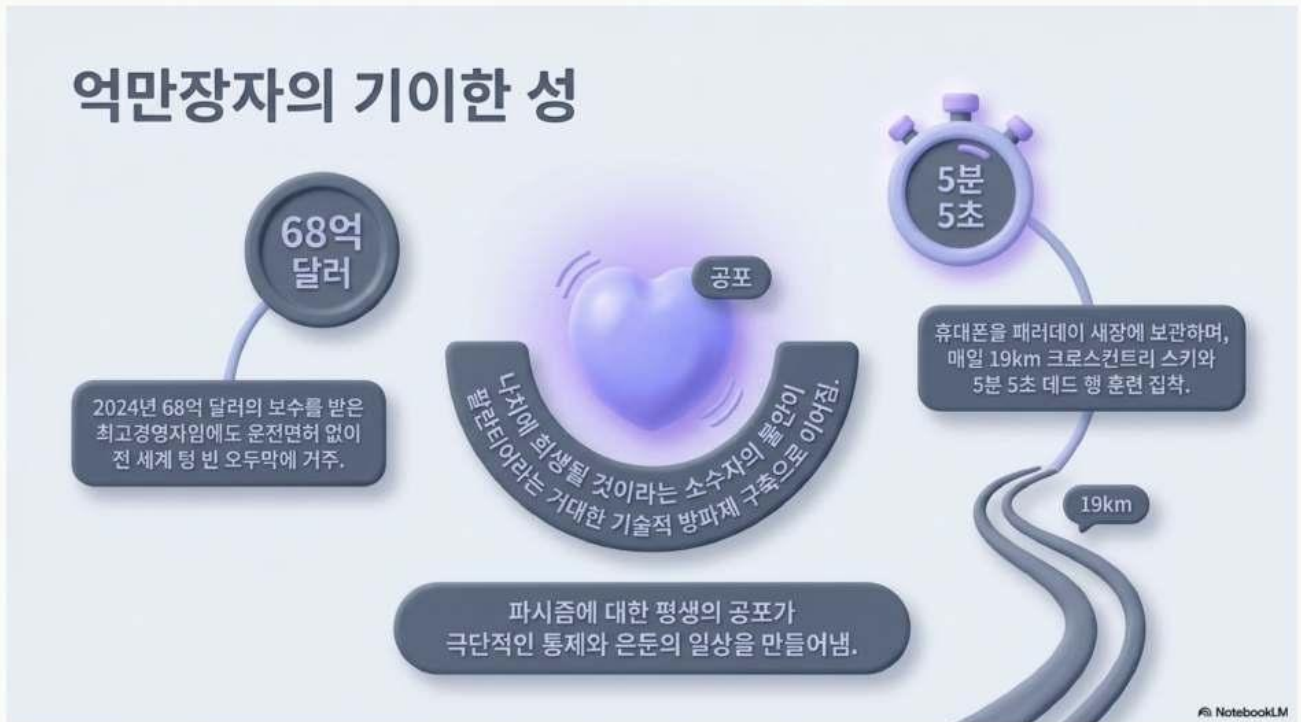 억만장자의 기이한 성
68억
달러
2024년 68억 달러의 보수를 받은
최고경영자임에도 운전면허 없이
전 세계 텅 빈 오두막에 거주.
공포
나치에 희생될 것이라는 소수자의 불안이
팔란티어라는 거대한 기술적 방파제 구축으로 이어짐.
5분
5초
휴대폰을 패러데이 새장에 보관하며,
매일 19km 크로스컨트리 스키와
5분 5초 데드 행 훈련 집착.
19km
파시즘에 대한 평생의 공포가
극단적인 통제와 은둔의 일상을 만들어냄.
NotebookLM